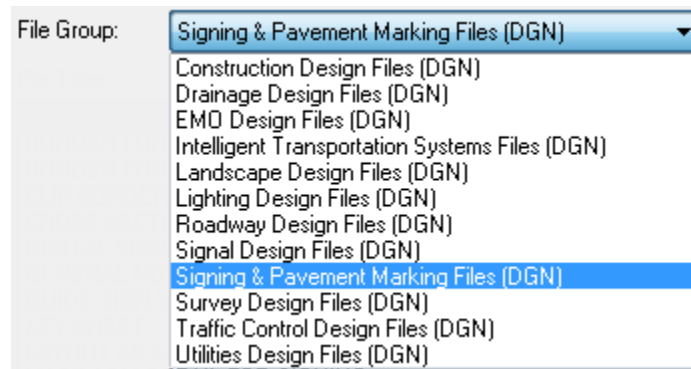 File Group: Signing & Pavement Marking Files (DGN)
Construction Design Files (DGN)
Drainage Design Files (DGN)
EMO Design Files (DGN)
Intelligent Transportation Systems Files (DGN)
Landscape Design Files (DGN)
Lighting Design Files (DGN)
Roadway Design Files (DGN)
Signal Design Files (DGN)
Signing & Pavement Marking Files (DGN)
Survey Design Files (DGN)
Traffic Control Design Files (DGN)
Utilities Design Files (DGN)